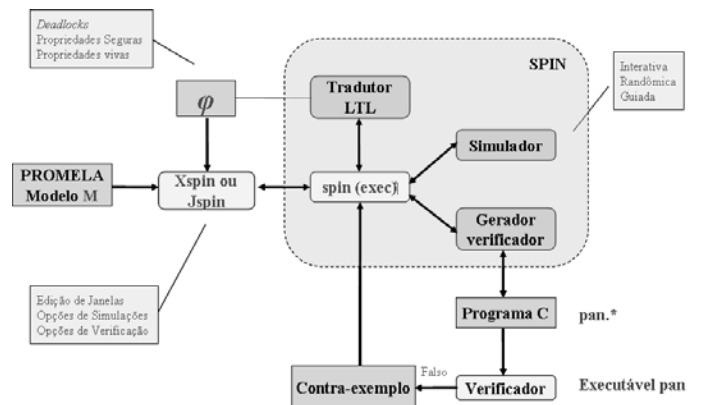 Deadlocks
Propriedades Seguras
Propriedades vivas
SPIN
Interativa
Randômica
Guiada
φ
Tradutor
LTL
Simulador
PROMELA
Modelo M
Xspin ou
Jspin
spin (exec)
Gerador
verificador
Edição de Janelas
Opções de Simulações
Opções de Verificação
Programa C
pan.*
Contra-exemplo
Falso
Verificador
Executável pan